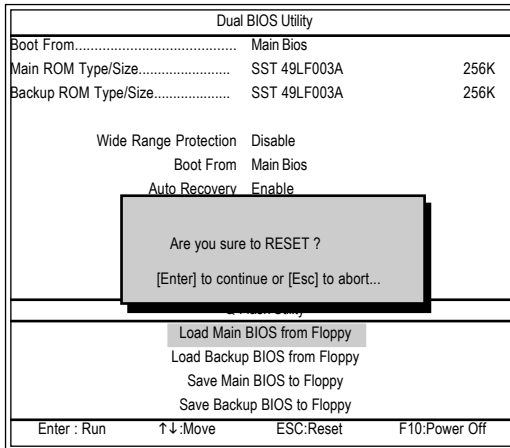 Dual BIOS Utility
Boot From......................................... Main Bios
Main ROM Type/Size....................... SST 49LF003A 256K
Backup ROM Type/Size................... SST 49LF003A 256K
Wide Range Protection Disable
Boot From Main Bios
Auto Recovery Enable
Are you sure to RESET ?
[Enter] to continue or [Esc] to abort...
Load Main BIOS from Floppy
Load Backup BIOS from Floppy
Save Main BIOS to Floppy
Save Backup BIOS to Floppy
Enter : Run ↑↓:Move ESC:Reset F10:Power Off